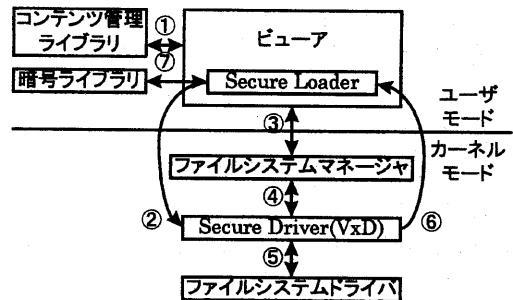 コンテンツ管理
ライブラリ
①
⑦
ビューア
暗号ライブラリ
Secure Loader
ユーザ
モード
③
カーネル
モード
ファイルシステムマネージャ
④
②
Secure Driver(VxD)
⑥
⑤
ファイルシステムドライバ